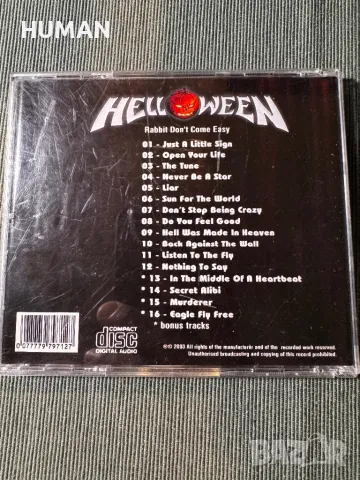 HUMAN
HELLOWEEN
Rabbit Don't Come Easy
01 - Just A Little Sign
02 - Open Your Life
03 - The Tune
04 - Never Be A Star
05 - Liar
06 - Sun For The World
07 - Don't Stop Being Crazy
08 - Do You Feel Good
09 - Hell Was Made In Heaven
10 - Back Against The Wall
11 - Listen To The Fly
12 - Nothing To Say
* 13 - In The Middle Of A Heartbeat
* 14 - Secret Alibi
* 15 - Murderer
* 16 - Eagle Fly Free
* bonus tracks
COMPACT
disc
DIGITAL AUDIO
0077779797127
℗© 2003 All rights of the manufacturer and of the recorded work reserved.
Unauthorised broadcasting and copying of this record prohibited.
BAZAR